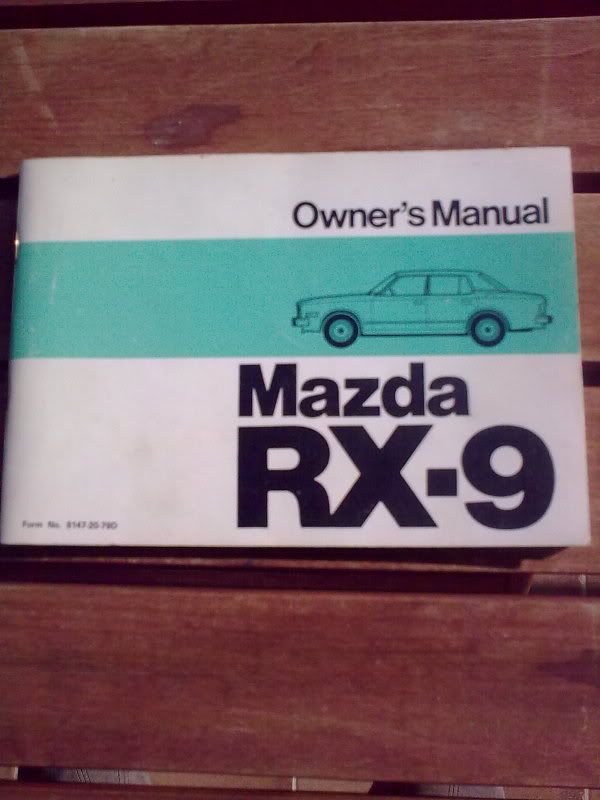 Owner's Manual
Mazda
RX-9
Form No. 8147-20-79D